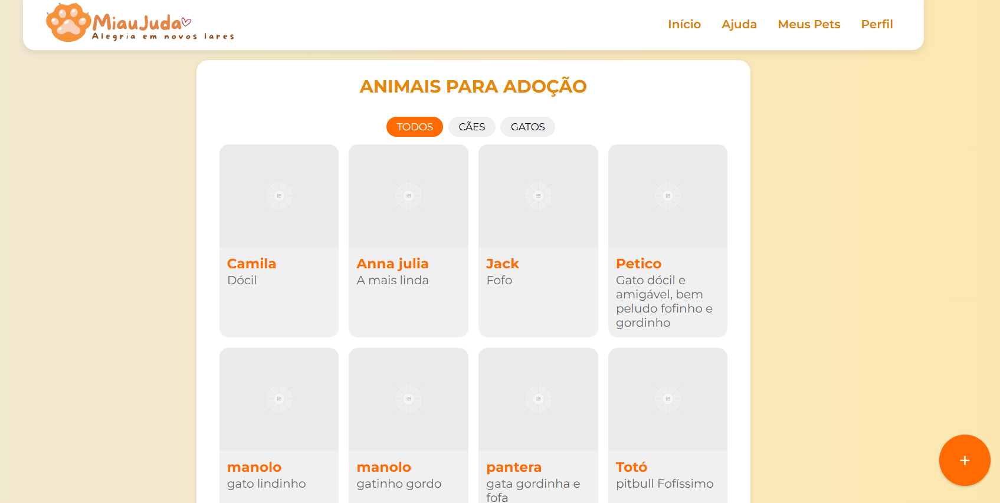 MiauJuda
Alegria em novos lares
Início Ajuda Meus Pets Perfil
ANIMAIS PARA ADOÇÃO
TODOS CÃES GATOS
Camila
Dócil
Anna julia
A mais linda
Jack
Fofo
Petico
Gato dócil e
amigável, bem
peludo fofinho e
gordinho
manolo
gato lindinho
manolo
gatinho gordo
pantera
gata gordinha e
fofa
Totó
pitbull Fofíssimo
+